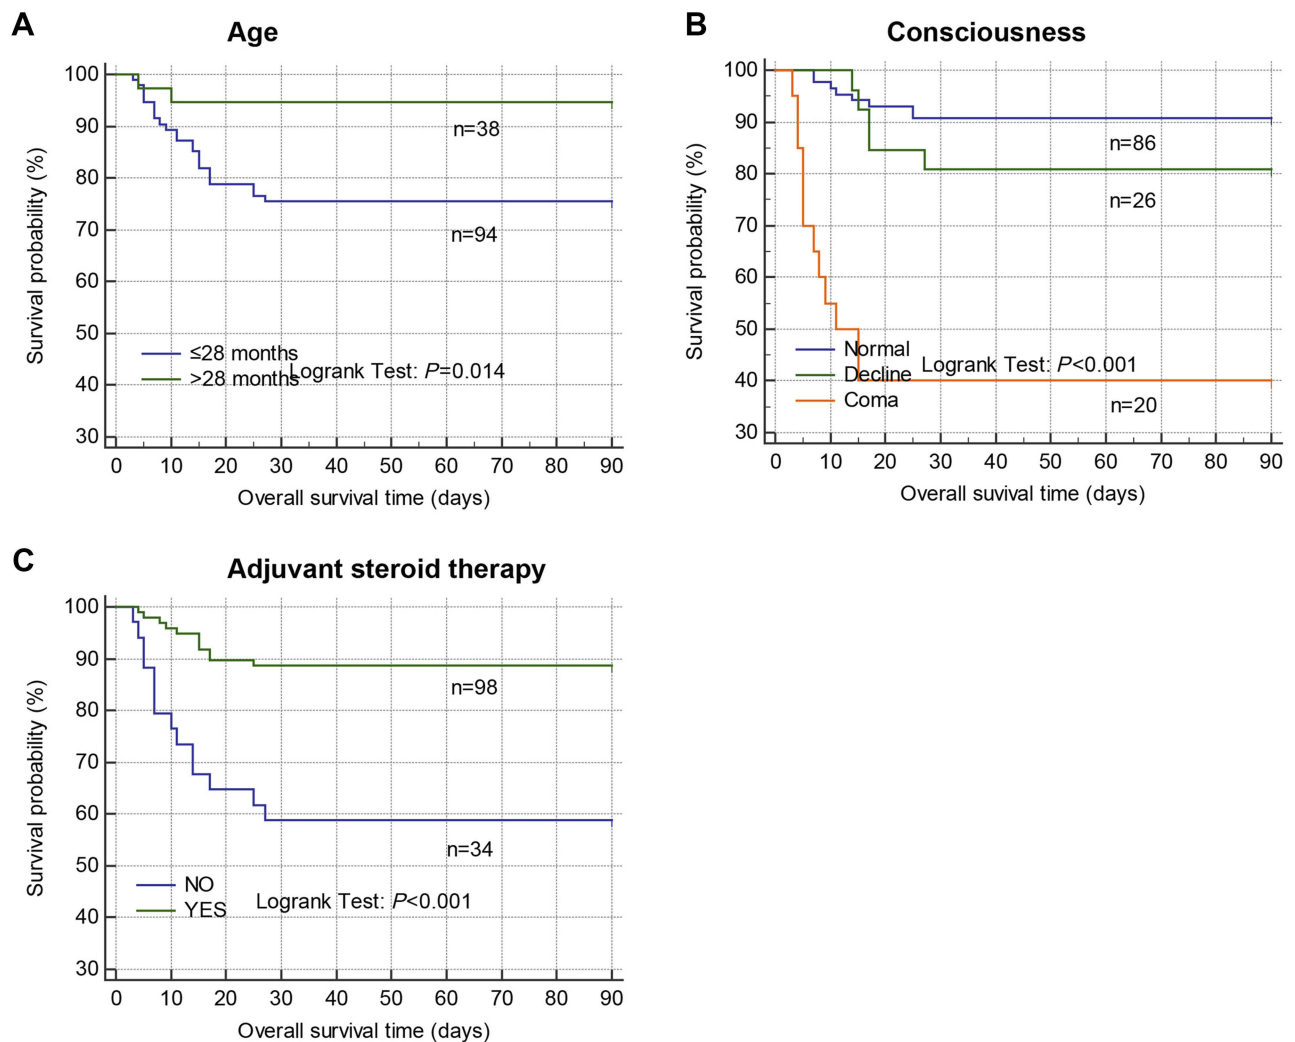 A
Age
100
90
80
70
60
50
40
30
Survival probability (%)
n=38
n=94
≤28 months
>28 months
Logrank Test: P=0.014
0 10 20 30 40 50 60 70 80 90
Overall survival time (days)
B
Consciousness
100
90
80
70
60
50
40
30
Survival probability (%)
n=86
n=26
n=20
Normal
Decline
Coma
Logrank Test: P<0.001
0 10 20 30 40 50 60 70 80 90
Overall suvival time (days)
C
Adjuvant steroid therapy
100
90
80
70
60
50
40
30
Survival probability (%)
n=98
n=34
NO
YES
Logrank Test: P<0.001
0 10 20 30 40 50 60 70 80 90
Overall survival time (days)